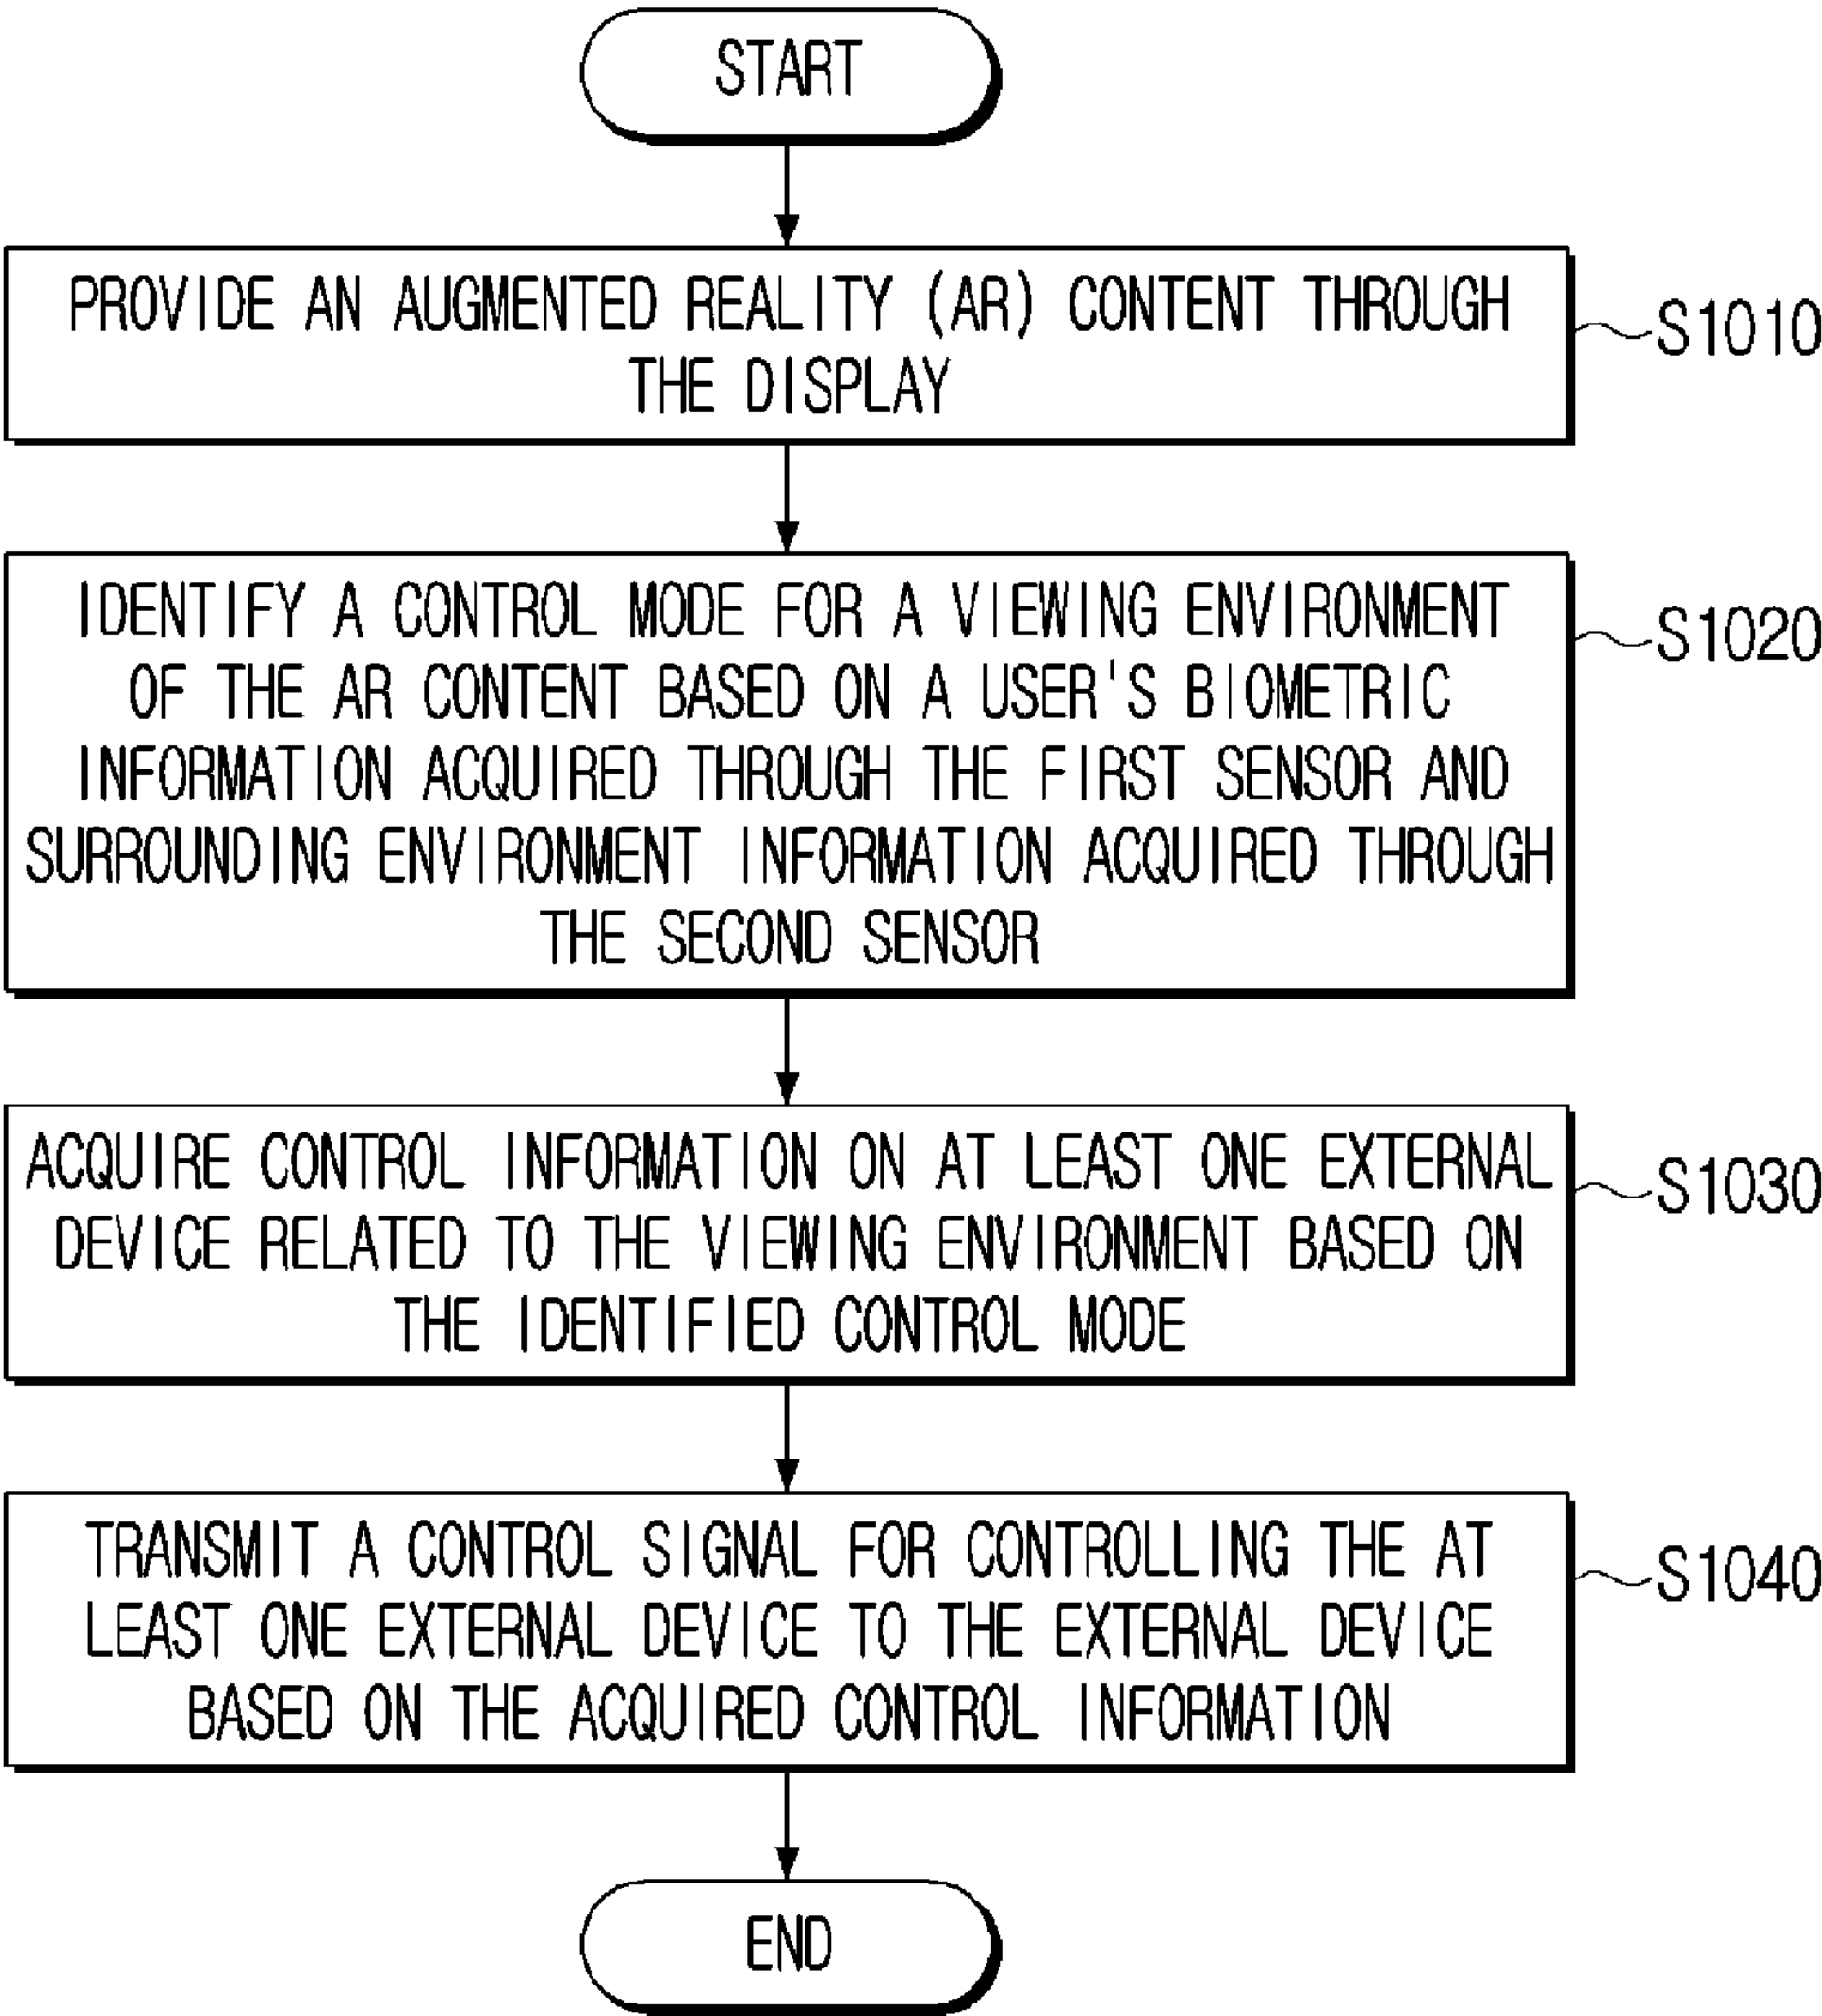 START
PROVIDE AN AUGMENTED REALITY (AR) CONTENT THROUGH
THE DISPLAY
S1010
IDENTIFY A CONTROL MODE FOR A VIEWING ENVIRONMENT
OF THE AR CONTENT BASED ON A USER'S BIOMETRIC
INFORMATION ACQUIRED THROUGH THE FIRST SENSOR AND
SURROUNDING ENVIRONMENT INFORMATION ACQUIRED THROUGH
THE SECOND SENSOR
S1020
ACQUIRE CONTROL INFORMATION ON AT LEAST ONE EXTERNAL
DEVICE RELATED TO THE VIEWING ENVIRONMENT BASED ON
THE IDENTIFIED CONTROL MODE
S1030
TRANSMIT A CONTROL SIGNAL FOR CONTROLLING THE AT
LEAST ONE EXTERNAL DEVICE TO THE EXTERNAL DEVICE
BASED ON THE ACQUIRED CONTROL INFORMATION
S1040
END